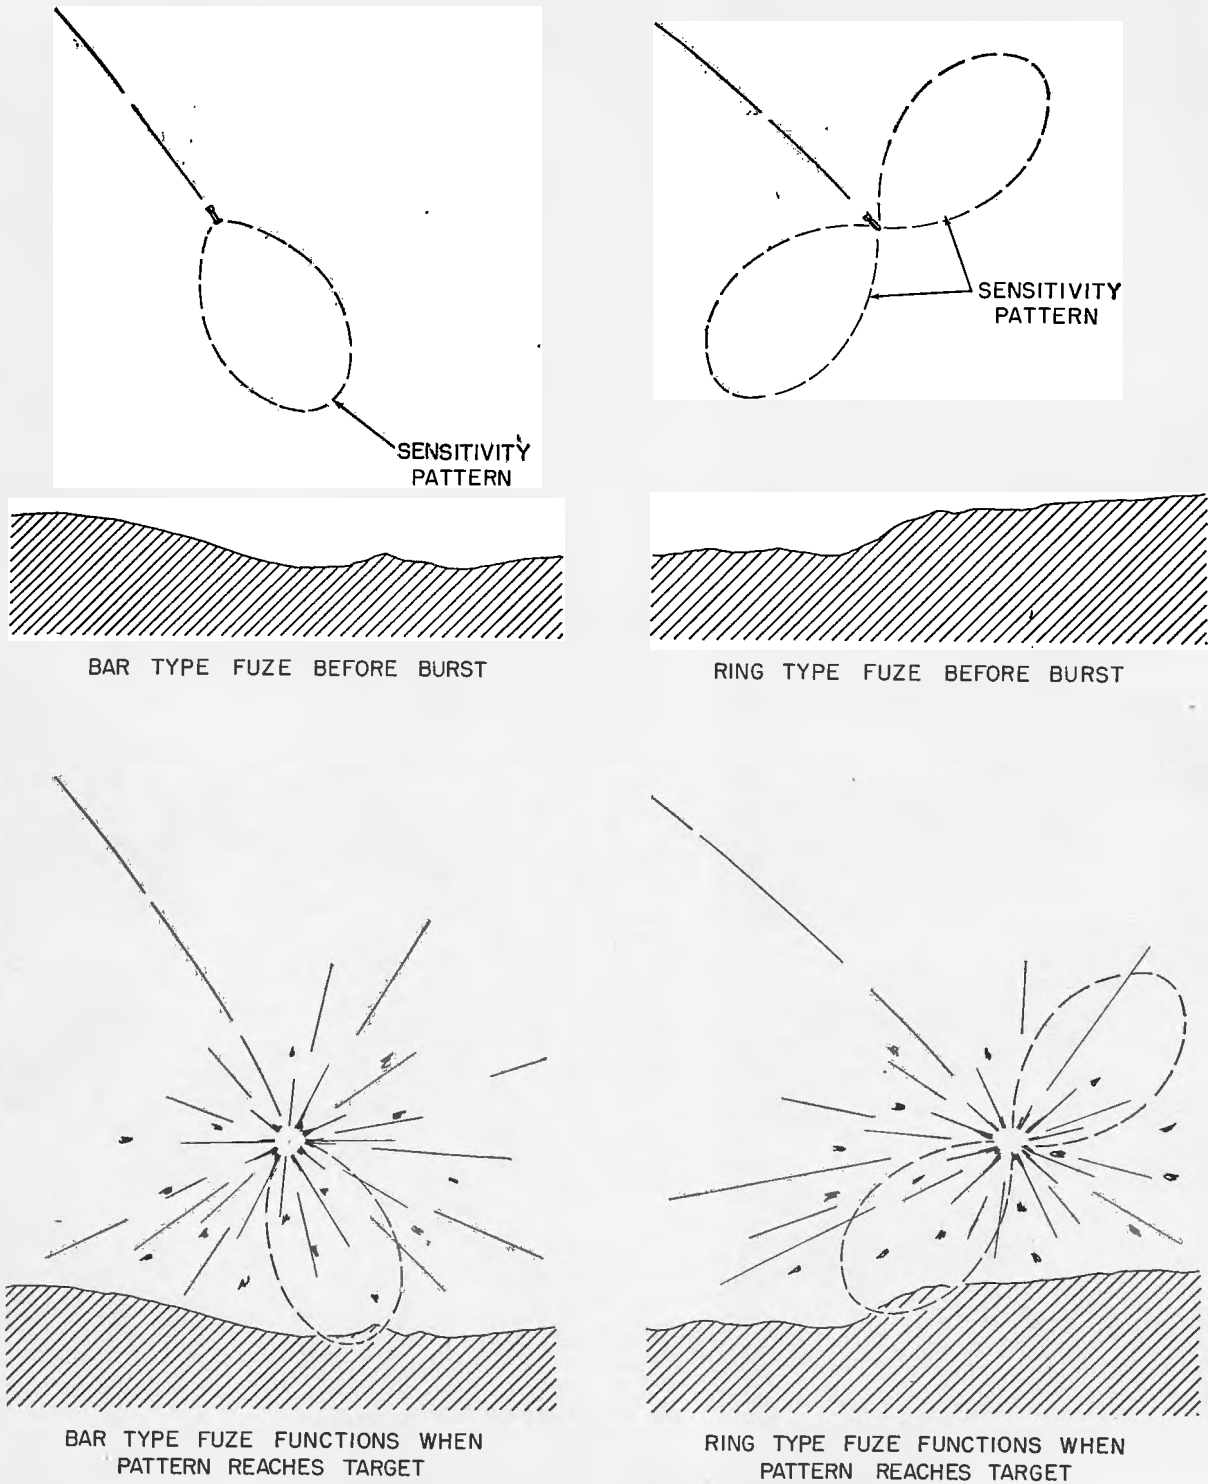 SENSITIVITY
PATTERN
SENSITIVITY
PATTERN
BAR TYPE FUZE BEFORE BURST
RING TYPE FUZE BEFORE BURST
BAR TYPE FUZE FUNCTIONS WHEN
PATTERN REACHES TARGET
RING TYPE FUZE FUNCTIONS WHEN
PATTERN REACHES TARGET